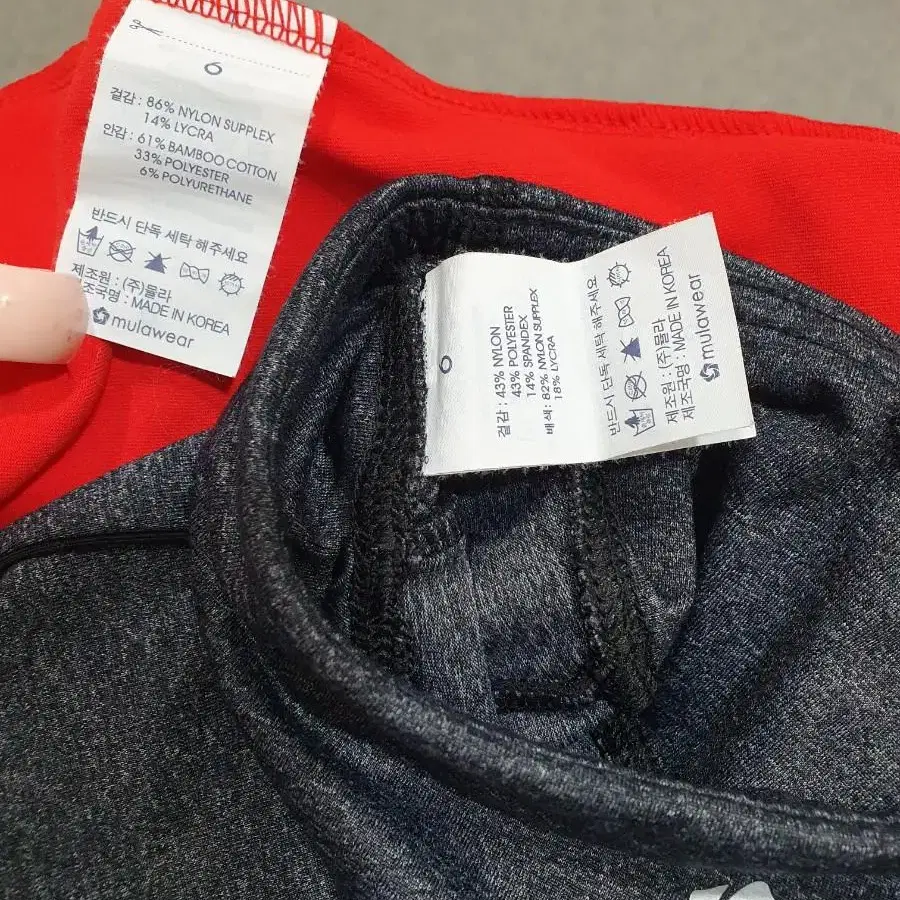 6
겉감 : 86% NYLON SUPPLEX
14% LYCRA
안감 : 61% BAMBOO COTTON
33% POLYESTER
6% POLYURETHANE
반드시 단독 세탁 해주세요
제조원 : (주)뮬라
조국명 : MADE IN KOREA
mulawear
6
겉감 : 43% NYLON
43% POLYESTER
14% SPANDEX
배색 : 82% NYLON SUPPLEX
18% LYCRA
반드시 단독 세탁 해주세요
제조원 : (주)뮬라
제조국명 : MADE IN KOREA
mulawear